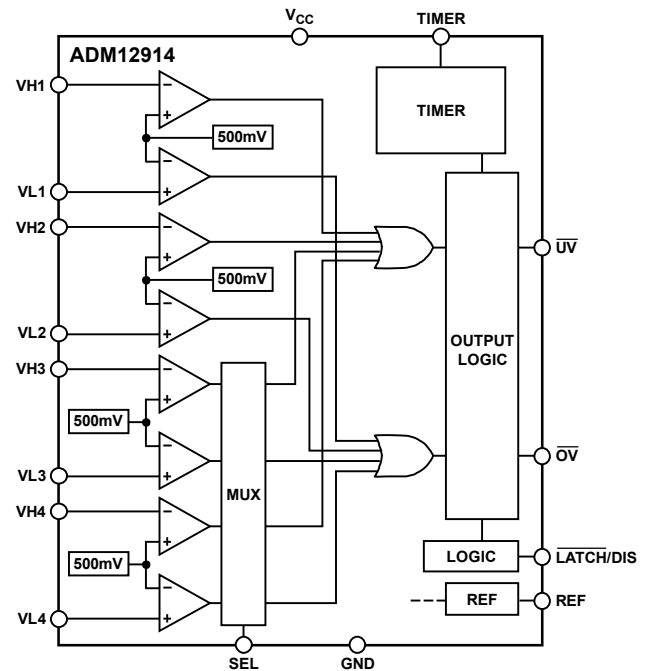 V_CC
TIMER
ADM12914
VH1
−
+
500mV
TIMER
−
VL1
+
VH2
−
+
UV̅
500mV
−
OUTPUT
LOGIC
VL2
+
VH3
−
+
500mV
−
OV̅
VL3
+
MUX
VH4
−
+
LOGIC
LATCH̅/DIS
500mV
−
REF
REF
VL4
+
SEL
GND